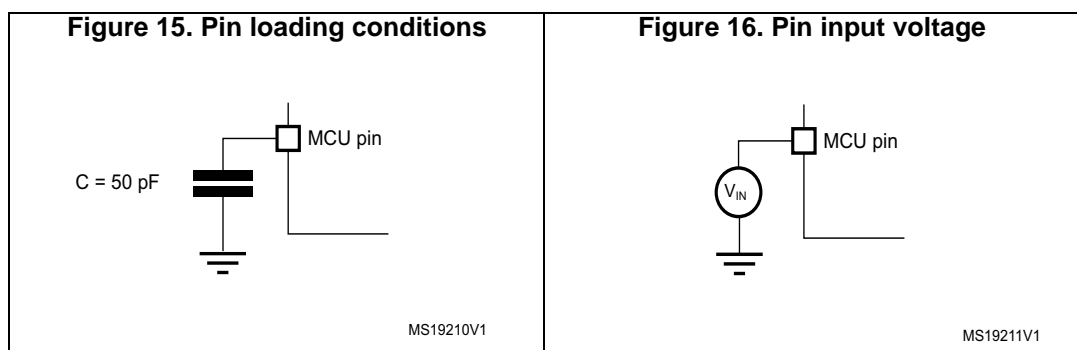 Figure 15. Pin loading conditions
Figure 16. Pin input voltage
MCU pin
C = 50 pF
MS19210V1
MCU pin
VIN
MS19211V1